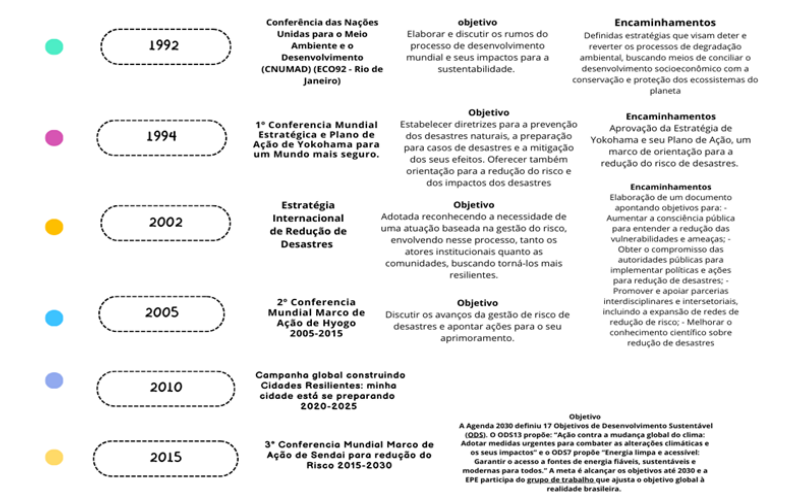 1992
Conferência das Nações
Unidas para o Meio
Ambiente e o
Desenvolvimento
(CNUMAD) (ECO92 - Rio de
Janeiro)
objetivo
Elaborar e discutir os rumos do
processo de desenvolvimento
mundial e seus impactos para a
sustentabilidade.
Encaminhamentos
Definidas estratégias que visam deter e
reverter os processos de degradação
ambiental, buscando meios de conciliar o
desenvolvimento socioeconômico com a
conservação e proteção dos ecossistemas do
planeta
1994
1º Conferencia Mundial
Estratégica e Plano de
Ação de Yokohama para
um Mundo mais seguro.
Objetivo
Estabelecer diretrizes para a prevenção
dos desastres naturais, a preparação
para casos de desastres e a mitigação
dos seus efeitos. Oferecer também
orientação para a redução do risco e
dos impactos dos desastres
Encaminhamentos
Aprovação da Estratégia de
Yokohama e seu Plano de Ação, um
marco de orientação para a
redução do risco de desastres.
2002
Estratégia
Internacional
de Redução de
Desastres
Objetivo
Adotada reconhecendo a necessidade de
uma atuação baseada na gestão do risco,
envolvendo nesse processo, tanto os
atores institucionais quanto as
comunidades, buscando torná-los mais
resilientes.
Encaminhamentos
Elaboração de um documento
apontando objetivos para: -
Aumentar a consciência pública
para entender a redução das
vulnerabilidades e ameaças; -
Obter o compromisso das
autoridades públicas para
implementar políticas e ações
para redução de desastres; -
Promover e apoiar parcerias
interdisciplinares e intersetoriais,
incluindo a expansão de redes de
redução de risco; - Melhorar o
conhecimento científico sobre
redução de desastres
2005
2º Conferencia
Mundial Marco de
Ação de Hyogo
2005-2015
Objetivo
Discutir os avanços da gestão de risco de
desastres e apontar ações para o seu
aprimoramento.
2010
Campanha global construindo
Cidades Resilientes: minha
cidade está se preparando
2020-2025
2015
3º Conferencia Mundial Marco de
Ação de Sendai para redução do
Risco 2015-2030
Objetivo
A Agenda 2030 definiu 17 Objetivos de Desenvolvimento Sustentável
(ODS). O ODS13 propõe: "Ação contra a mudança global do clima:
Adotar medidas urgentes para combater as alterações climáticas e
os seus impactos" e o ODS7 propõe "Energia limpa e acessível:
Garantir o acesso a fontes de energia fiáveis, sustentáveis e
modernas para todos." A meta é alcançar os objetivos até 2030 e a
EPE participa do grupo de trabalho que ajusta o objetivo global à
realidade brasileira.